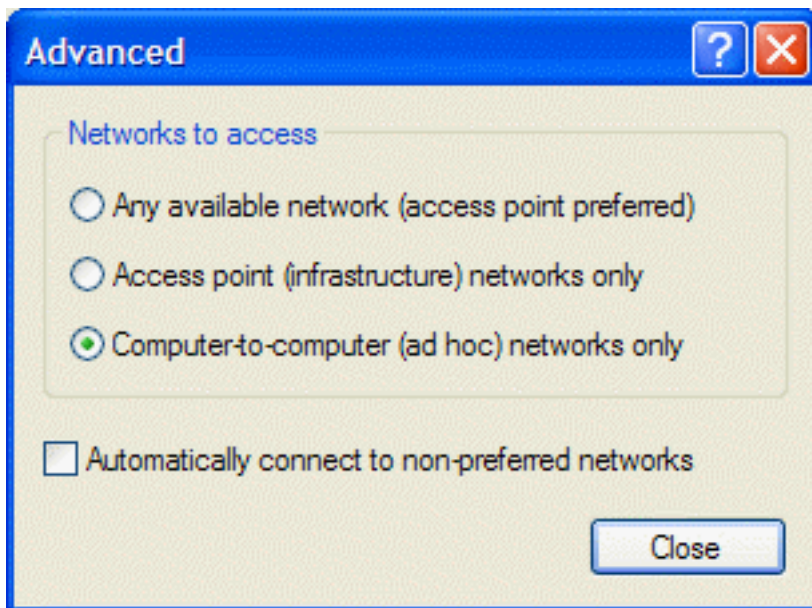 Advanced
?
Networks to access
Any available network (access point preferred)
Access point (infrastructure) networks only
Computer-to-computer (ad hoc) networks only
Automatically connect to non-preferred networks
Close